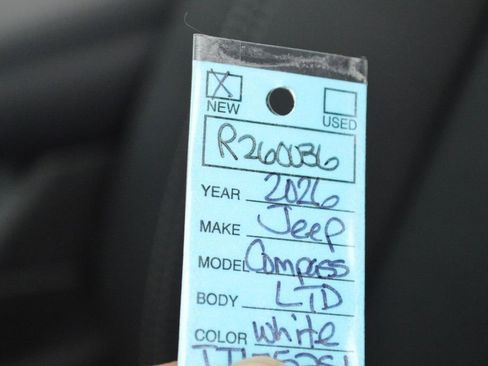 X
NEW USED
R260036
YEAR 2026
MAKE Jeep
MODEL Compass
BODY LTD
COLOR White